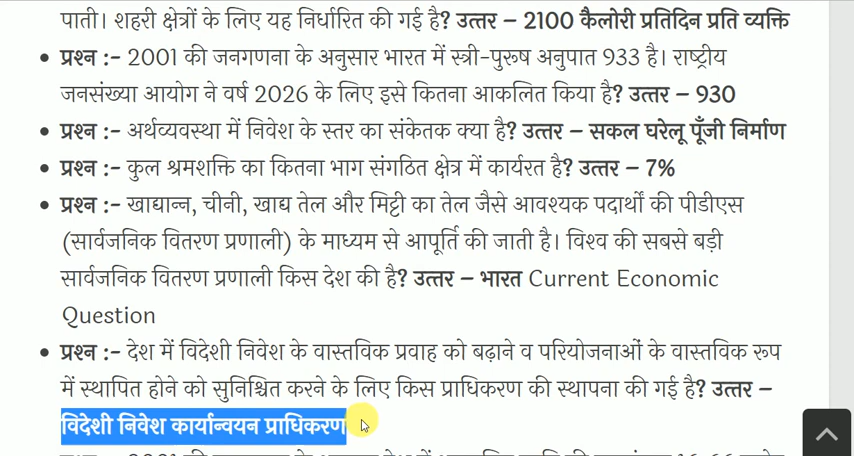 पाती। शहरी क्षेत्रों के लिए यह निर्धारित की गई है? उत्तर – 2100 कैलोरी प्रतिदिन प्रति व्यक्ति
• प्रश्न :- 2001 की जनगणना के अनुसार भारत में स्त्री-पुरूष अनुपात 933 है। राष्ट्रीय
जनसंख्या आयोग ने वर्ष 2026 के लिए इसे कितना आकलित किया है? उत्तर – 930
• प्रश्न :- अर्थव्यवस्था में निवेश के स्तर का संकेतक क्या है? उत्तर – सकल घरेलू पूँजी निर्माण
• प्रश्न :- कुल श्रमशक्ति का कितना भाग संगठित क्षेत्र में कार्यरत है? उत्तर – 7%
• प्रश्न :- खाद्यान्न, चीनी, खाद्य तेल और मिट्टी का तेल जैसे आवश्यक पदार्थो की पीडीएस
(सार्वजनिक वितरण प्रणाली) के माध्यम से आपूर्ति की जाती है। विश्व की सबसे बड़ी
सार्वजनिक वितरण प्रणाली किस देश की है? उत्तर – भारत Current Economic
Question
• प्रश्न :- देश में विदेशी निवेश के वास्तविक प्रवाह को बढ़ाने व परियोजनाओं के वास्तविक रूप
में स्थापित होने को सुनिश्चित करने के लिए किस प्राधिकरण की स्थापना की गई है? उत्तर –
विदेशी निवेश कार्यान्वयन प्राधिकरण